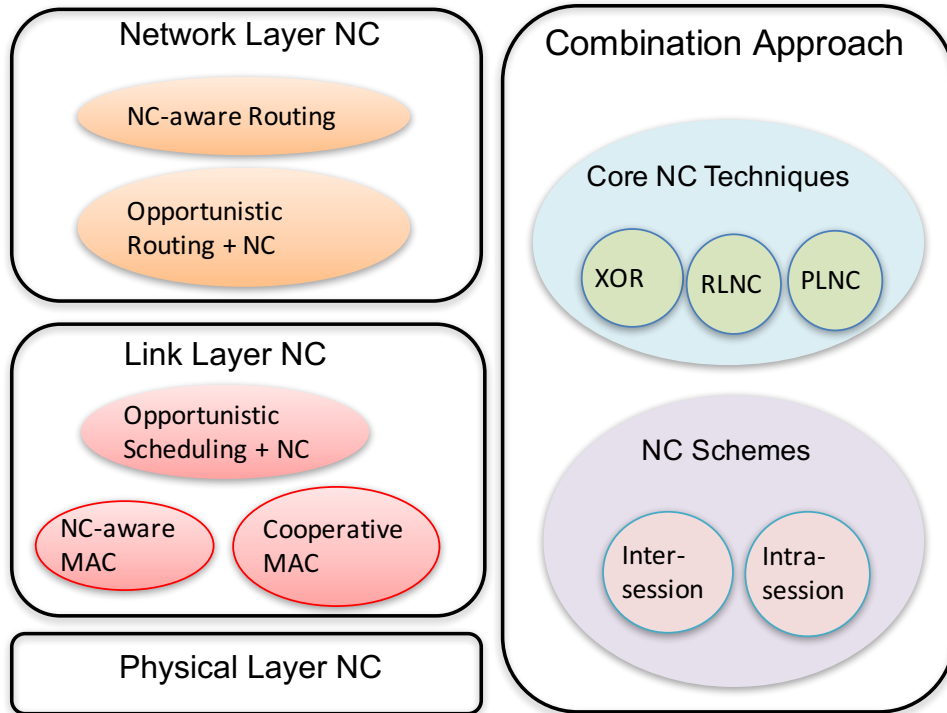 Network Layer NC
NC-aware Routing
Opportunistic
Routing + NC
Link Layer NC
Opportunistic
Scheduling + NC
NC-aware
MAC
Cooperative
MAC
Physical Layer NC
Combination Approach
Core NC Techniques
XOR
RLNC
PLNC
NC Schemes
Inter-
session
Intra-
session